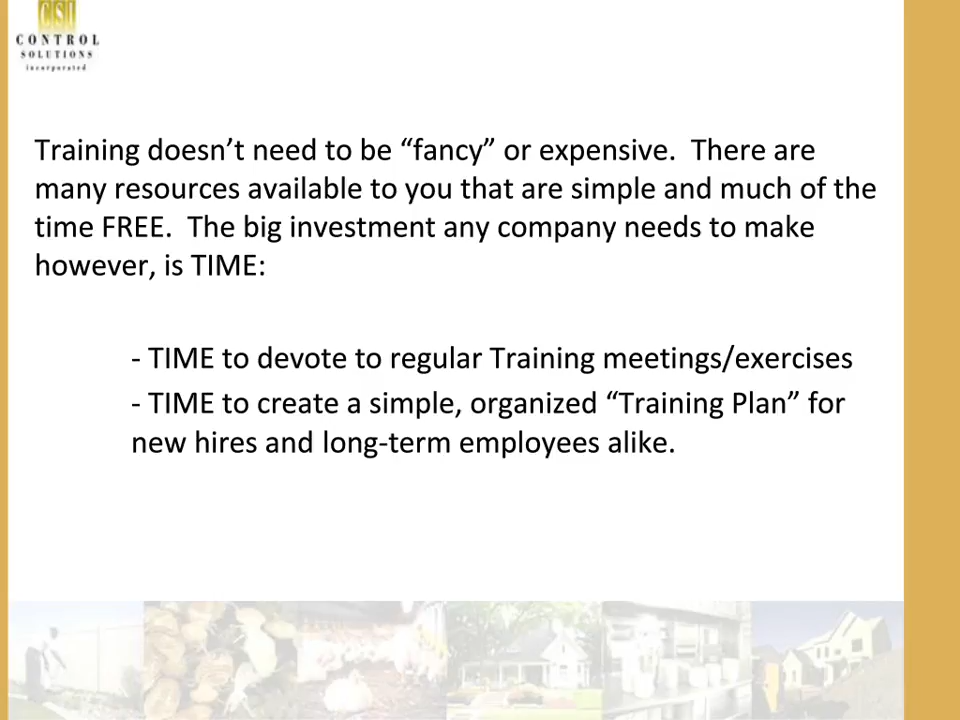 CSI
CONTROL
SOLUTIONS
incorporated
Training doesn’t need to be “fancy” or expensive.  There are
many resources available to you that are simple and much of the
time FREE.  The big investment any company needs to make
however, is TIME:
- TIME to devote to regular Training meetings/exercises
- TIME to create a simple, organized “Training Plan” for
new hires and long-term employees alike.